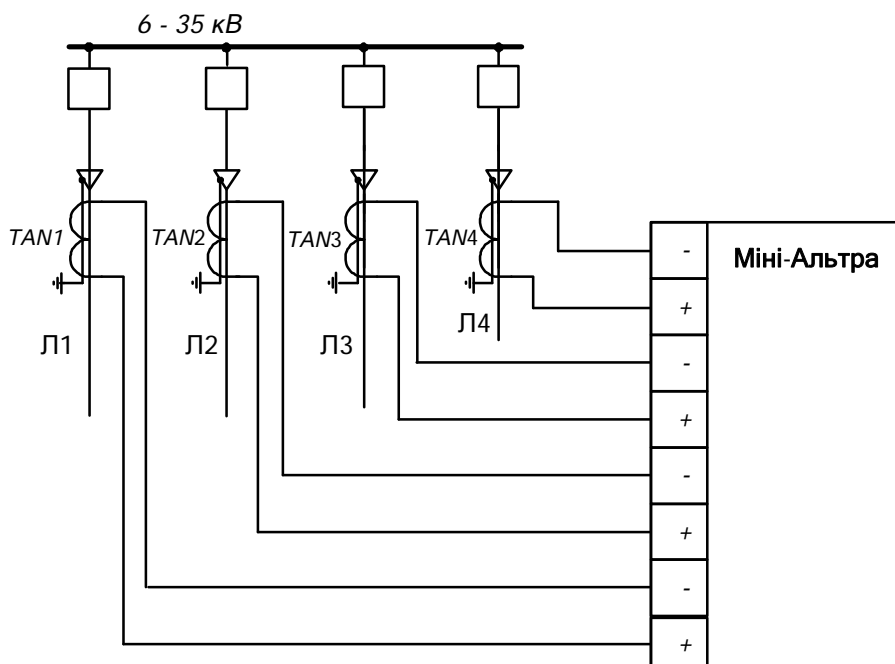 6 - 35 кВ
TAN1
TAN2
TAN3
TAN4
Л1
Л2
Л3
Л4
Міні-Альтра
-
+
-
+
-
+
-
+